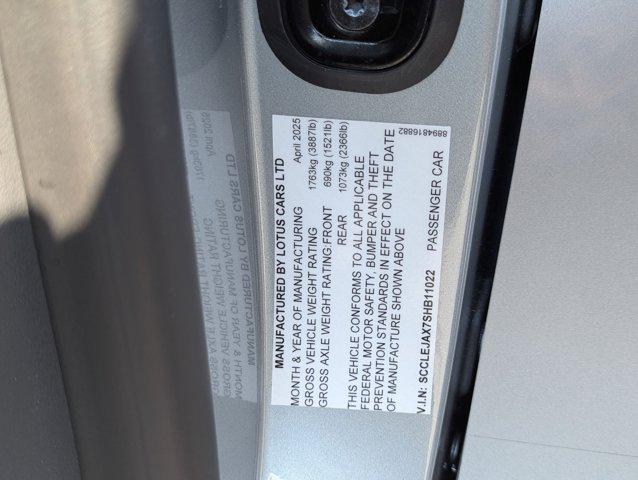 MANUFACTURED BY LOTUS CARS LTD
MONTH & YEAR OF MANUFACTURING April 2025
GROSS VEHICLE WEIGHT RATING 1763kg (3887lb)
GROSS AXLE WEIGHT RATING:FRONT 690kg (1521lb)
REAR 1073kg (2366lb)
THIS VEHICLE CONFORMS TO ALL APPLICABLE
FEDERAL MOTOR SAFETY, BUMPER AND THEFT
PREVENTION STANDARDS IN EFFECT ON THE DATE
OF MANUFACTURE SHOWN ABOVE
V.I.N: SCCLEJAX7SHB11022 PASSENGER CAR
8894816882